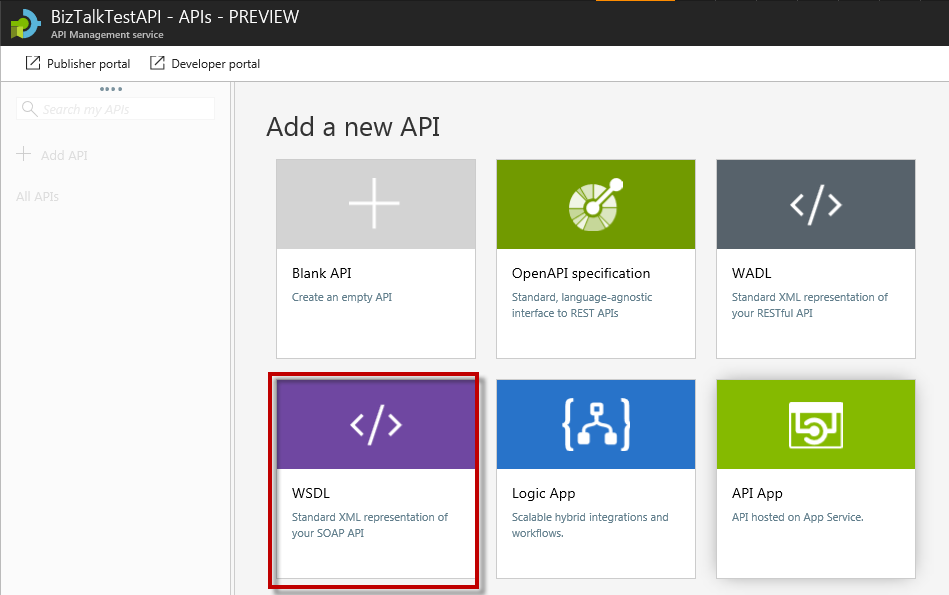 BizTalkTestAPI - APIs - PREVIEW
API Management service
Publisher portal
Developer portal
Search my APIs
Add API
All APIs
Add a new API
Blank API
Create an empty API
OpenAPI specification
Standard, language-agnostic
interface to REST APIs
WADL
Standard XML representation of
your RESTful API
WSDL
Standard XML representation of
your SOAP API
Logic App
Scalable hybrid integrations and
workflows.
API App
API hosted on App Service.